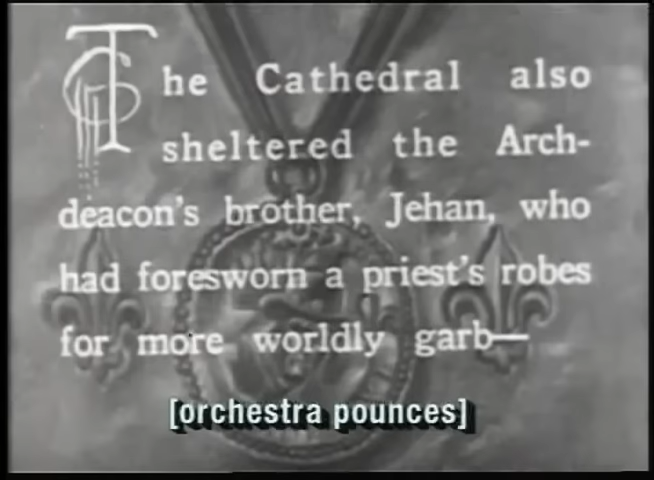 The Cathedral also
sheltered the Arch-
deacon's brother, Jehan, who
had foresworn a priest's robes
for more worldly garb—
[orchestra pounces]